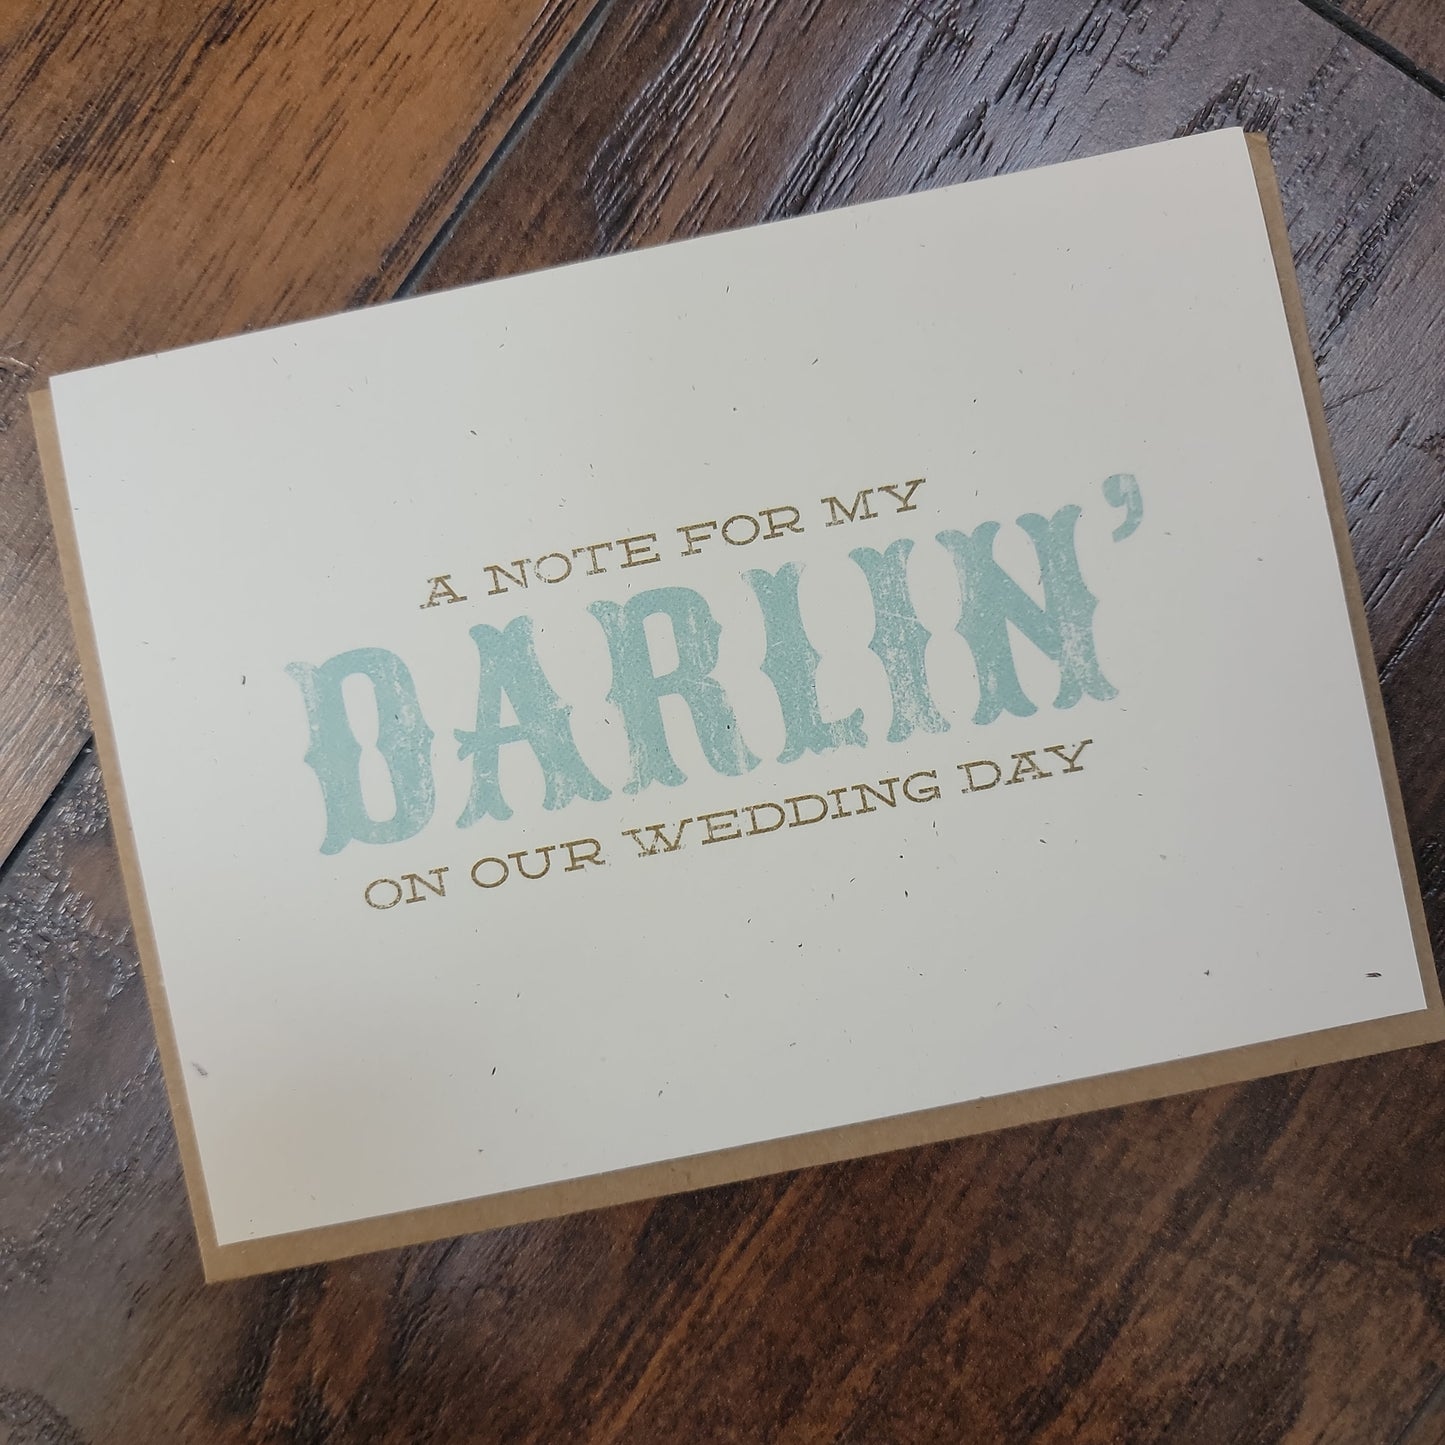 A NOTE FOR MY
DARLIN’
ON OUR WEDDING DAY